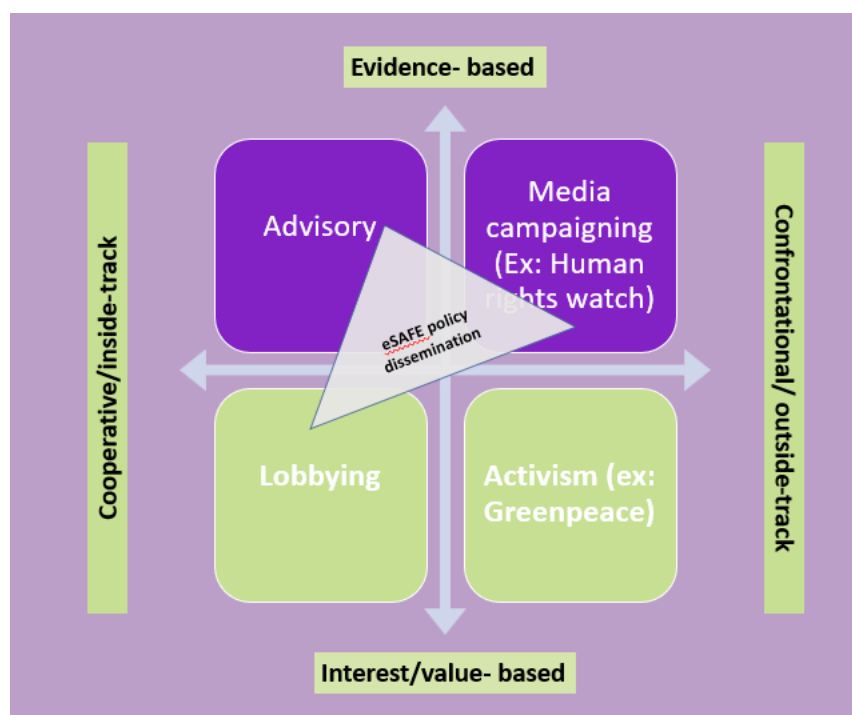 Evidence- based
Cooperative/inside-track
Advisory
Media
campaigning
(Ex: Human
rights watch)
Confrontational/ outside-track
eSAFE policy
dissemination
Lobbying
Activism (ex:
Greenpeace)
Interest/value- based